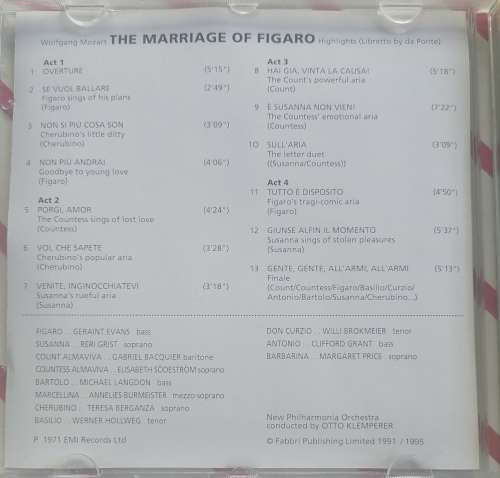 Wolfgang Mozart THE MARRIAGE OF FIGARO Highlights (Libretto by da Ponte)
Act 1
1 OVERTURE (5'15")
2 SE VUOL BALLARE (2'49")
Figaro sings of his plans
(Figaro)
3 NON SI PIÙ COSA SON (3'09")
Cherubino's little ditty
(Cherubino)
4 NON PIÙ ANDRAI (4'06")
Goodbye to young love
(Figaro)
Act 2
5 PORGI, AMOR (4'24")
The Countess sings of lost love
(Countess)
6 VOI, CHE SAPETE (3'28")
Cherubino's popular aria
(Cherubino)
7 VENITE, INGINOCCHIATEVI (3'18")
Susanna's rueful aria
(Susanna)
Act 3
8 HAI GIA, VINTA LA CAUSA! (5'18")
The Count's powerful aria
(Count)
9 E SUSANNA NON VIEN! (7'22")
The Countess' emotional aria
(Countess)
10 SULL'ARIA (3'09")
The letter duet
((Susanna/Countess))
Act 4
11 TUTTO È DISPOSITO (4'50")
Figaro's tragi-comic aria
(Figaro)
12 GIUNSE ALFIN IL MOMENTO (5'37")
Susanna sings of stolen pleasures
(Susanna)
13 GENTE, GENTE, ALL'ARMI, ALL'ARMI (5'13")
Finale
(Count/Countess/Figaro/Basilio/Curzio/
Antonio/Bartolo/Susanna/Cherubino...)
FIGARO .. GERAINT EVANS bass
SUSANNA .. RERI GRIST soprano
COUNT ALMAVIVA .. GABRIEL BACQUIER baritone
COUNTESS ALMAVIVA .. ELISABETH SÖDESTRÖM soprano
BARTOLO .. MICHAEL LANGDON bass
MARCELLINA .. ANNELIES BURMEISTER mezzo-soprano
CHERUBINO .. TERESA BERGANZA soprano
BASILIO .. WERNER HOLLWEG tenor
P 1971 EMI Records Ltd
DON CURZIO .. WILLI BROKMEIER tenor
ANTONIO .. CLIFFORD GRANT bass
BARBARINA .. MARGARET PRICE soprano
New Philharmonia Orchestra
conducted by OTTO KLEMPERER
© Fabbri Publishing Limited 1991 / 1995